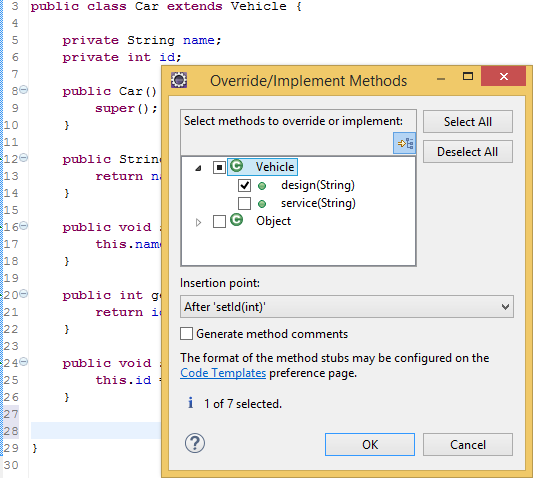 3 public class Car extends Vehicle {
4
5 private String name;
6 private int id;
7
8 public Car()
9 super();
10 }
11
12 public String
13 return na
14 }
15
16 public void s
17 this.name
18 }
19
20 public int ge
21 return id
22 }
23
24 public void s
25 this.id =
26 }
27
28
29 }
30
Override/Implement Methods
Select methods to override or implement:
Select All
Deselect All
Vehicle
design(String)
service(String)
Object
Insertion point:
After 'setId(int)'
Generate method comments
The format of the method stubs may be configured on the
Code Templates preference page.
i 1 of 7 selected.
? OK Cancel